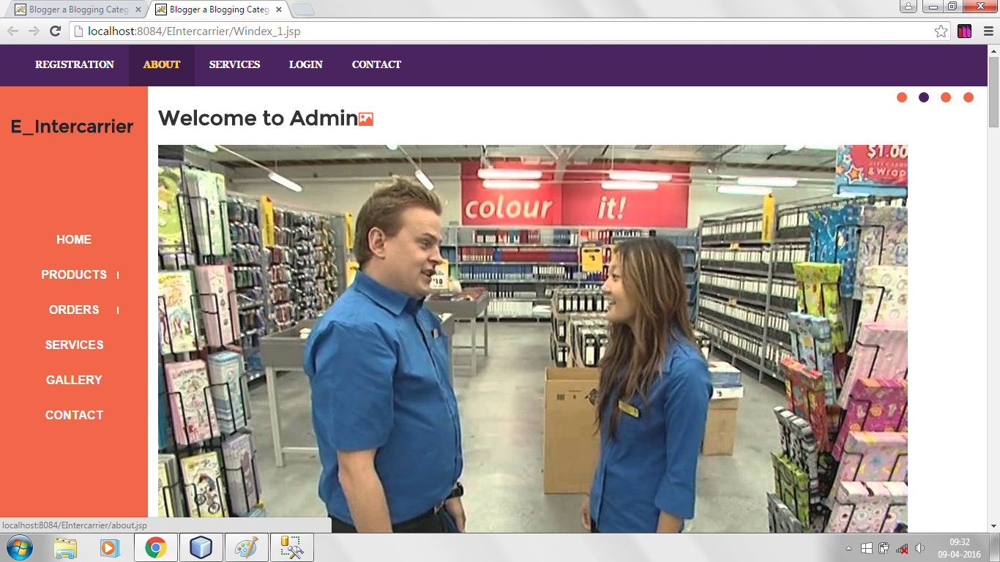 Blogger a Blogging Categ
Blogger a Blogging Categ
localhost:8084/EIntercarrier/Windex_1.jsp
REGISTRATION ABOUT SERVICES LOGIN CONTACT
E_Intercarrier
Welcome to Admin
$1.00
& Wrap
colour it!
HOME
PRODUCTS
ORDERS
SERVICES
GALLERY
CONTACT
localhost:8084/EIntercarrier/about.jsp
09:32
09-04-2016